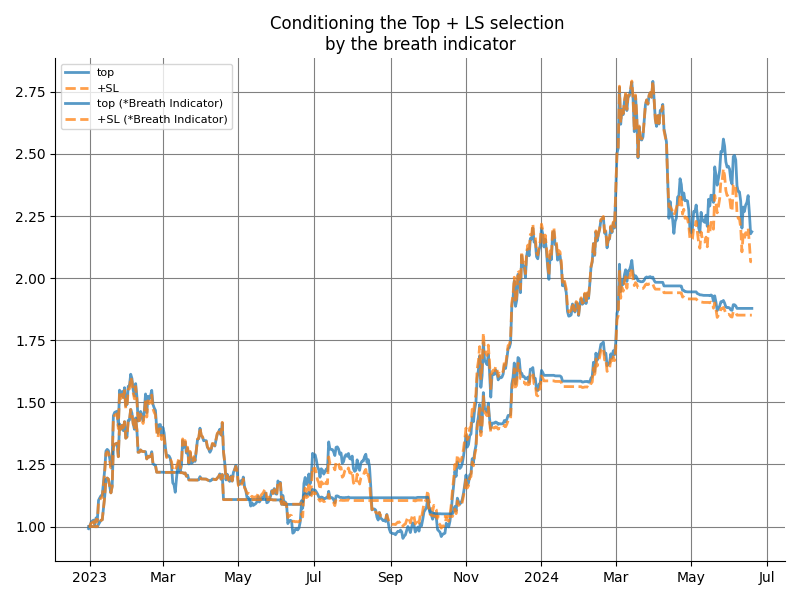 Conditioning the Top + LS selection
by the breath indicator
top
+SL
top (*Breath Indicator)
+SL (*Breath Indicator)
2.75
2.50
2.25
2.00
1.75
1.50
1.25
1.00
2023
Mar
May
Jul
Sep
Nov
2024
Mar
May
Jul